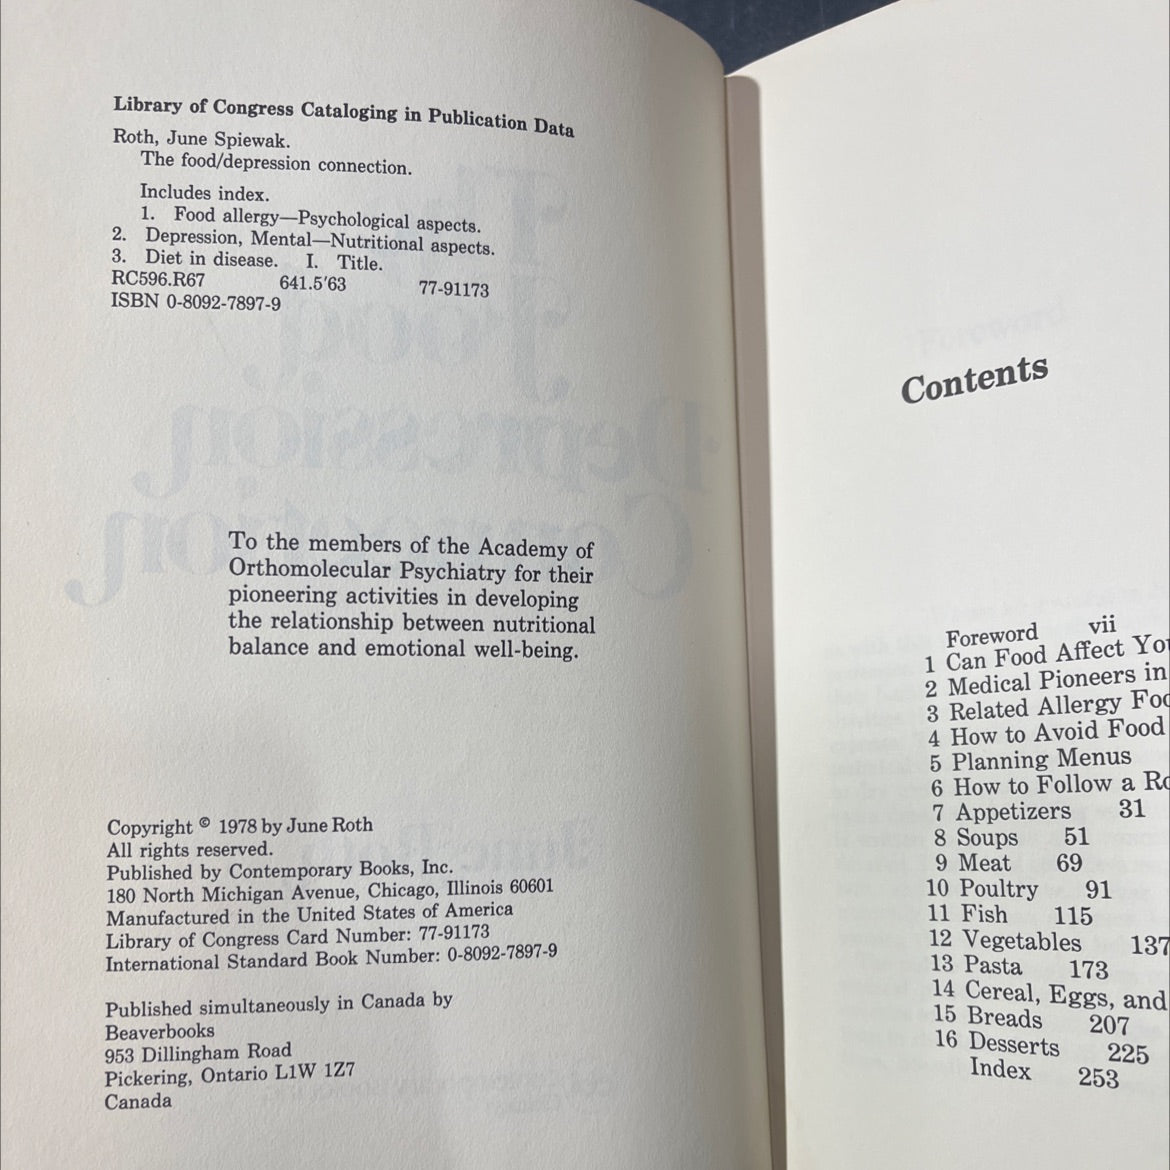 Library of Congress Cataloging in Publication Data
Roth, June Spiewak.
The food/depression connection.
Includes index.
1. Food allergy—Psychological aspects.
2. Depression, Mental—Nutritional aspects.
3. Diet in disease. I. Title.
RC596.R67 641.5'63 77-91173
ISBN 0-8092-7897-9
To the members of the Academy of
Orthomolecular Psychiatry for their
pioneering activities in developing
the relationship between nutritional
balance and emotional well-being.
Copyright © 1978 by June Roth
All rights reserved.
Published by Contemporary Books, Inc.
180 North Michigan Avenue, Chicago, Illinois 60601
Manufactured in the United States of America
Library of Congress Card Number: 77-91173
International Standard Book Number: 0-8092-7897-9
Published simultaneously in Canada by
Beaverbooks
953 Dillingham Road
Pickering, Ontario L1W 1Z7
Canada
Contents
Foreword vii
1 Can Food Affect
2 Medical Pioneers in
3 Related Allergy
4 How to Avoid Food
5 Planning Menus
6 How to Follow a
7 Appetizers 31
8 Soups 51
9 Meat 69
10 Poultry 91
11 Fish 115
12 Vegetables 137
13 Pasta 173
14 Cereal, Eggs, and
15 Breads 207
16 Desserts 225
Index 253